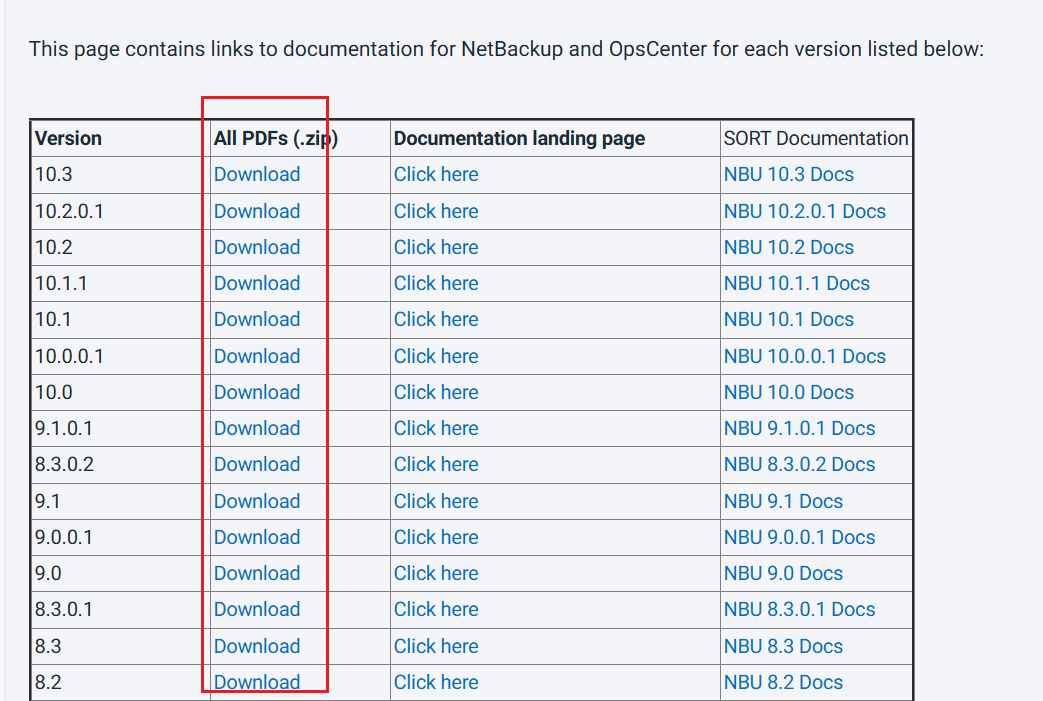 This page contains links to documentation for NetBackup and OpsCenter for each version listed below:
Version All PDFs (.zip) Documentation landing page SORT Documentation
10.3 Download Click here NBU 10.3 Docs
10.2.0.1 Download Click here NBU 10.2.0.1 Docs
10.2 Download Click here NBU 10.2 Docs
10.1.1 Download Click here NBU 10.1.1 Docs
10.1 Download Click here NBU 10.1 Docs
10.0.0.1 Download Click here NBU 10.0.0.1 Docs
10.0 Download Click here NBU 10.0 Docs
9.1.0.1 Download Click here NBU 9.1.0.1 Docs
8.3.0.2 Download Click here NBU 8.3.0.2 Docs
9.1 Download Click here NBU 9.1 Docs
9.0.0.1 Download Click here NBU 9.0.0.1 Docs
9.0 Download Click here NBU 9.0 Docs
8.3.0.1 Download Click here NBU 8.3.0.1 Docs
8.3 Download Click here NBU 8.3 Docs
8.2 Download Click here NBU 8.2 Docs